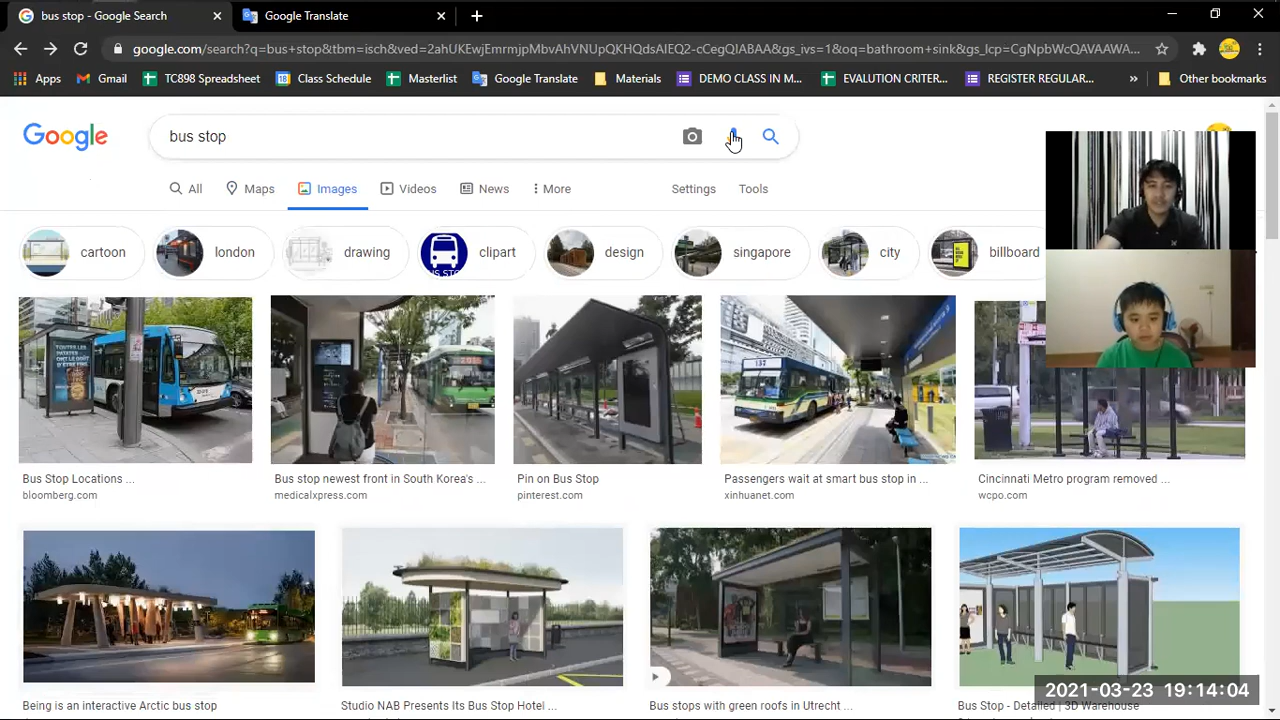 bus stop - Google Search
Google Translate
google.com/search?q=bus+stop&tbm=isch&ved=2ahUKEwjEmrmjpMbvAhVNUpQKHQdsAIEQ2-cCegQIABAA&gs_ivs=1&oq=bathroom+sink&gs_lcp=CgNpbWcQAVAAWA...
Apps Gmail TC898 Spreadsheet Class Schedule Masterlist Google Translate Materials DEMO CLASS IN M... EVALUTION CRITER... REGISTER REGULAR... » Other bookmarks
Google
bus stop
All Maps Images Videos News More Settings Tools
cartoon london drawing clipart design singapore city billboard
BUS STOP
TOUTES LES
157
Bus Stop Locations ...
bloomberg.com
Bus stop newest front in South Korea's ...
medicalxpress.com
Pin on Bus Stop
pinterest.com
Passengers wait at smart bus stop in ...
xinhuanet.com
Cincinnati Metro program removed ...
wcpo.com
Being is an interactive Arctic bus stop
Studio NAB Presents Its Bus Stop Hotel ...
Bus stops with green roofs in Utrecht ...
Bus Stop - Detailed | 3D Warehouse
2021-03-23 19:14:04